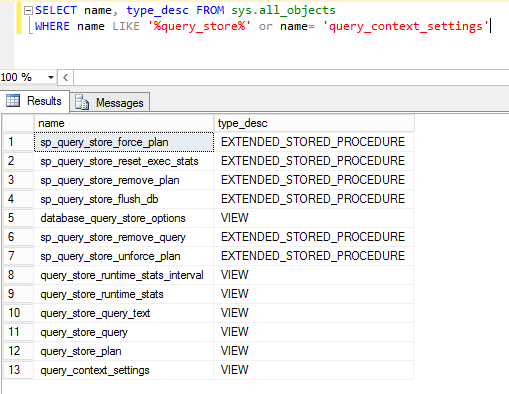 SELECT name, type_desc FROM sys.all_objects
WHERE name LIKE '%query_store%' or name= 'query_context_settings'
100 %
Results Messages
name type_desc
1 sp_query_store_force_plan EXTENDED_STORED_PROCEDURE
2 sp_query_store_reset_exec_stats EXTENDED_STORED_PROCEDURE
3 sp_query_store_remove_plan EXTENDED_STORED_PROCEDURE
4 sp_query_store_flush_db EXTENDED_STORED_PROCEDURE
5 database_query_store_options VIEW
6 sp_query_store_remove_query EXTENDED_STORED_PROCEDURE
7 sp_query_store_unforce_plan EXTENDED_STORED_PROCEDURE
8 query_store_runtime_stats_interval VIEW
9 query_store_runtime_stats VIEW
10 query_store_query_text VIEW
11 query_store_query VIEW
12 query_store_plan VIEW
13 query_context_settings VIEW